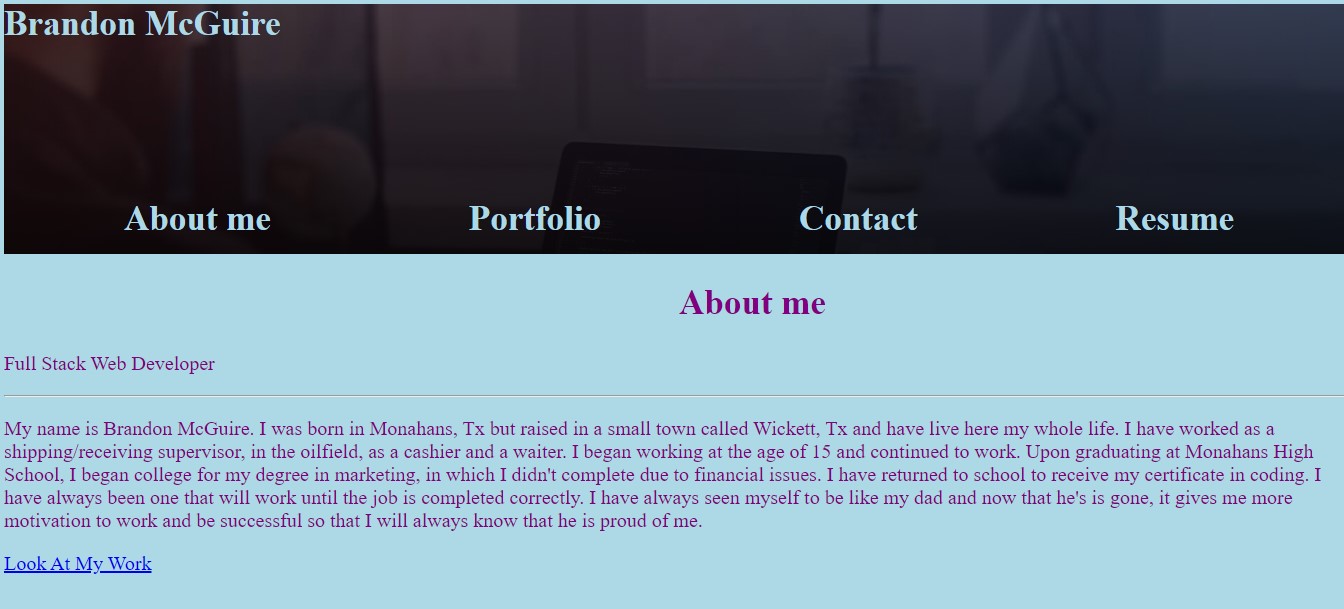 Brandon McGuire
About me Portfolio Contact Resume
About me
Full Stack Web Developer
My name is Brandon McGuire. I was born in Monahans, Tx but raised in a small town called Wickett, Tx and have live here my whole life. I have worked as a
shipping/receiving supervisor, in the oilfield, as a cashier and a waiter. I began working at the age of 15 and continued to work. Upon graduating at Monahans High
School, I began college for my degree in marketing, in which I didn't complete due to financial issues. I have returned to school to receive my certificate in coding. I
have always been one that will work until the job is completed correctly. I have always seen myself to be like my dad and now that he's is gone, it gives me more
motivation to work and be successful so that I will always know that he is proud of me.
Look At My Work